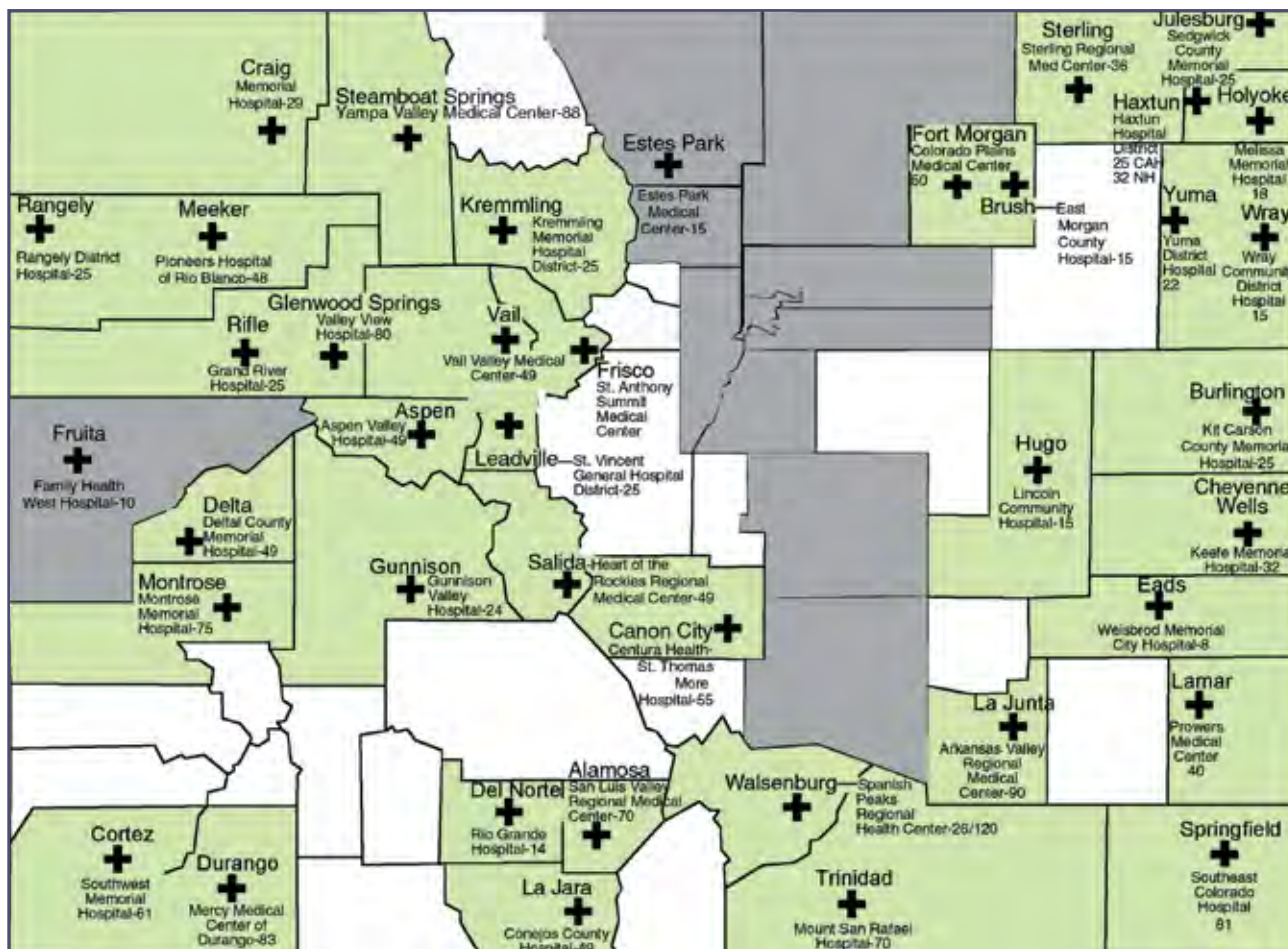 Craig
Memorial
Hospital-29
Steamboat Springs
Yampa Valley Medical Center-88
Estes Park
Estes Park
Medical
Center-15
Sterling
Sterling Regional
Med Center-36
Julesburg
Sedgwick
County
Memorial
Hospital-25
Haxtun
Haxtun
Hospital
District
25 CAH
32 NH
Holyoke
Melissa
Memorial
Hospital
18
Fort Morgan
Colorado Plains
Medical Center
50
Brush
East
Morgan
County
Hospital-15
Yuma
Yuma
District
Hospital
22
Wray
Wray
Community
District
Hospital
15
Rangely
Rangely District
Hospital-25
Meeker
Pioneers Hospital
of Rio Blanco-48
Kremmling
Kremmling
Memorial
Hospital
District-25
Glenwood Springs
Valley View
Hospital-80
Rifle
Grand River
Hospital-25
Vail
Vail Valley Medical
Center-49
Frisco
St. Anthony
Summit
Medical
Center
Aspen
Aspen Valley
Hospital-49
Leadville
St. Vincent
General Hospital
District-25
Fruita
Family Health
West Hospital-10
Delta
Deltal County
Memorial
Hospital-49
Montrose
Montrose
Memorial
Hospital-75
Gunnison
Gunnison
Valley
Hospital-24
Salida
Heart of the
Rockies Regional
Medical Center-49
Canon City
Centura Health-
St. Thomas
More
Hospital-55
Hugo
Lincoln
Community
Hospital-15
Burlington
Kit Carson
County Memorial
Hospital-25
Cheyenne
Wells
Keefe Memorial
Hospital-32
Eads
Weisbrod Memorial
City Hospital-8
La Junta
Arkansas Valley
Regional
Medical
Center-90
Lamar
Prowers
Medical
Center
40
Del Nortel
Rio Grande
Hospital-14
Alamosa
San Luis Valley
Regional Medical
Center-70
Walsenburg
Spanish
Peaks
Regional
Health Center-26/120
Cortez
Southwest
Memorial
Hospital-61
Durango
Mercy Medical
Center of
Durango-83
La Jara
Conejos County
Hospital-49
Trinidad
Mount San Rafael
Hospital-70
Springfield
Southeast
Colorado
Hospital
81